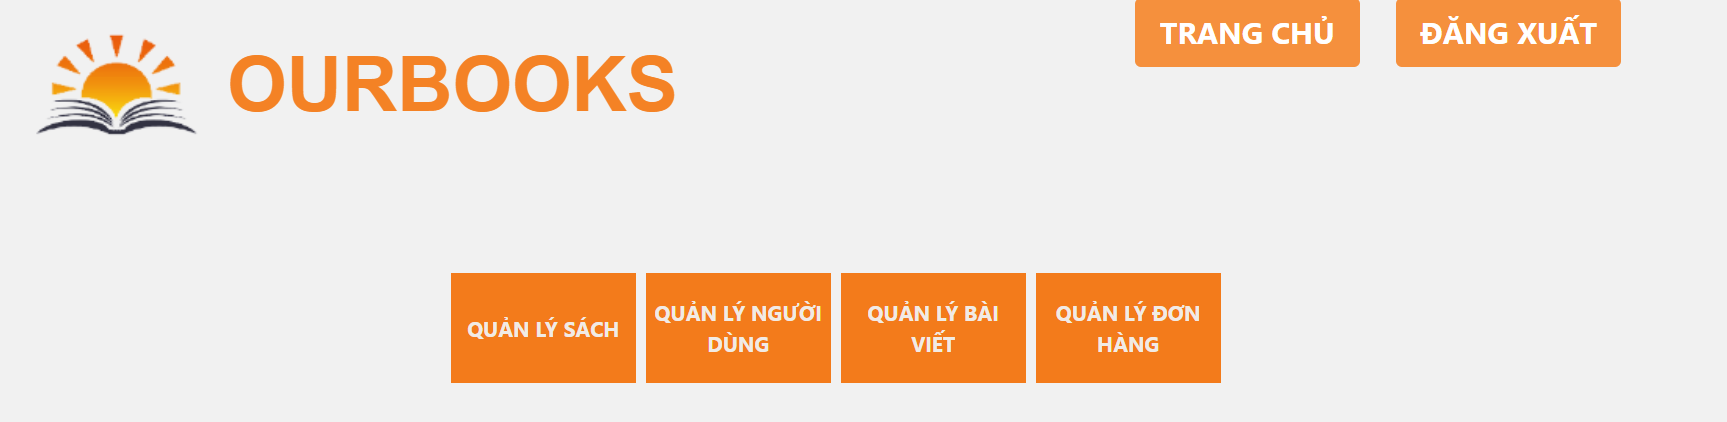 TRANG CHỦ
ĐĂNG XUẤT
OURBOOKS
QUẢN LÝ SÁCH
QUẢN LÝ NGƯỜI
DÙNG
QUẢN LÝ BÀI
VIẾT
QUẢN LÝ ĐƠN
HÀNG